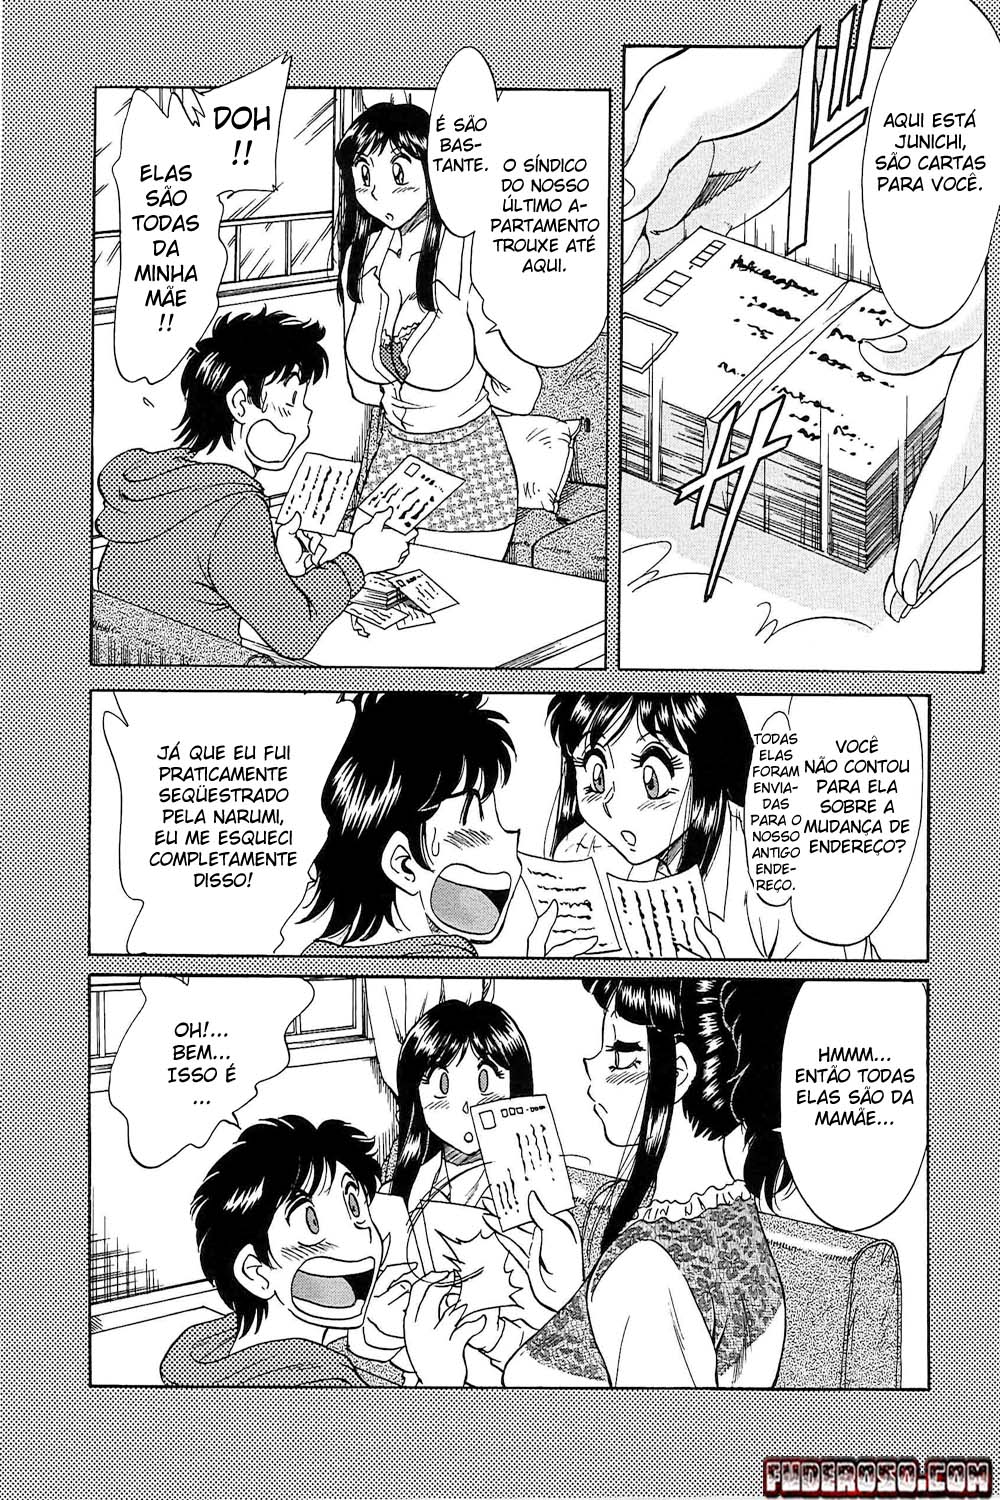 AQUI ESTÁ
JUNICHI,
SÃO CARTAS
PARA VOCÊ.
É SÃO
BAS-
TANTE.
O SÍNDICO
DO NOSSO
ÚLTIMO A-
PARTAMENTO
TROUXE ATÉ
AQUI.
DOH
!!
ELAS
SÃO
TODAS
DA
MINHA
MÃE
!!
VOCÊ
NÃO CONTOU
PARA ELA
SOBRE A
MUDANÇA DE
ENDEREÇO?
TODAS
ELAS
FORAM
ENVIA-
DAS
PARA O
NOSSO
ANTIGO
ENDE-
REÇO.
JÁ QUE EU FUI
PRATICAMENTE
SEQÜESTRADO
PELA NARUMI,
EU ME ESQUECI
COMPLETAMENTE
DISSO!
HMMM...
ENTÃO TODAS
ELAS SÃO DA
MAMÃE...
OH!...
BEM...
ISSO É
...
FUDEROSO.COM